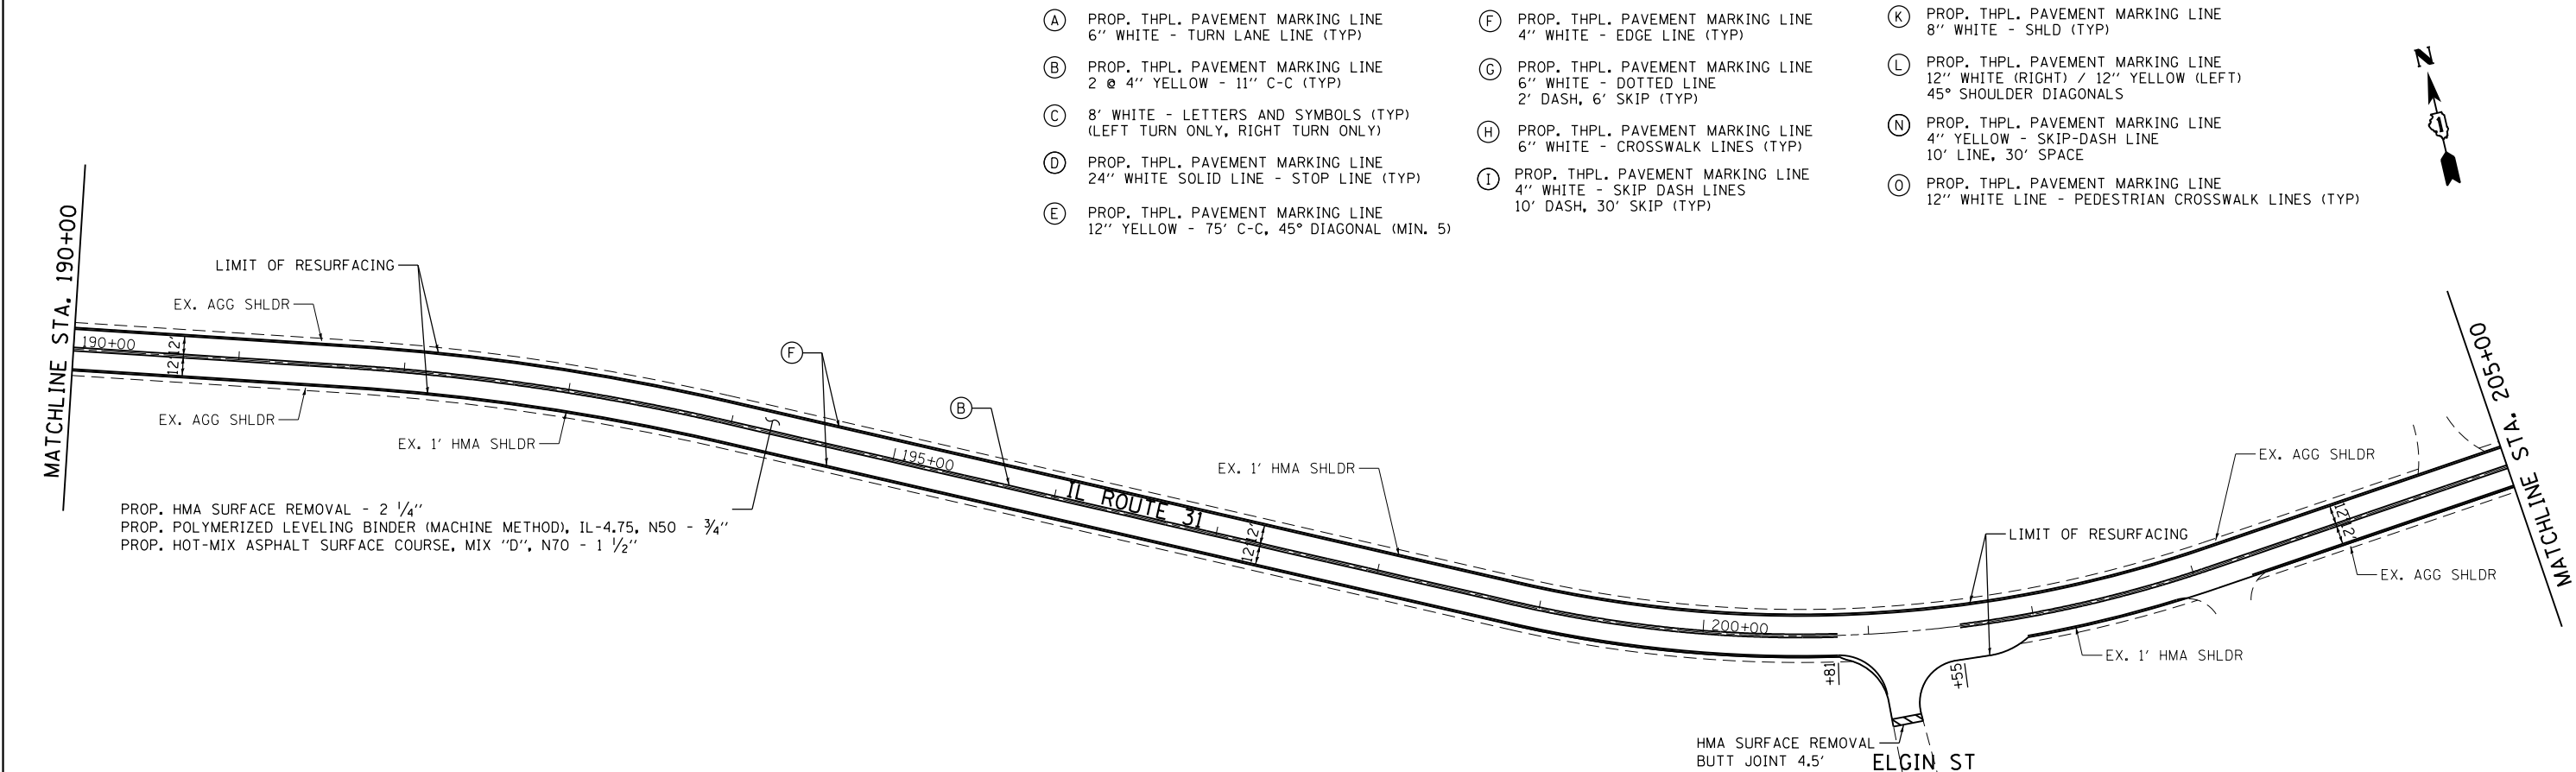 A PROP. THPL. PAVEMENT MARKING LINE
6" WHITE - TURN LANE LINE (TYP)
B PROP. THPL. PAVEMENT MARKING LINE
2 @ 4" YELLOW - 11" C-C (TYP)
C 8' WHITE - LETTERS AND SYMBOLS (TYP)
(LEFT TURN ONLY, RIGHT TURN ONLY)
D PROP. THPL. PAVEMENT MARKING LINE
24" WHITE SOLID LINE - STOP LINE (TYP)
E PROP. THPL. PAVEMENT MARKING LINE
12" YELLOW - 75' C-C, 45° DIAGONAL (MIN. 5)
F PROP. THPL. PAVEMENT MARKING LINE
4" WHITE - EDGE LINE (TYP)
G PROP. THPL. PAVEMENT MARKING LINE
6" WHITE - DOTTED LINE
2' DASH, 6' SKIP (TYP)
H PROP. THPL. PAVEMENT MARKING LINE
6" WHITE - CROSSWALK LINES (TYP)
I PROP. THPL. PAVEMENT MARKING LINE
4" WHITE - SKIP DASH LINES
10' DASH, 30' SKIP (TYP)
K PROP. THPL. PAVEMENT MARKING LINE
8" WHITE - SHLD (TYP)
L PROP. THPL. PAVEMENT MARKING LINE
12" WHITE (RIGHT) / 12" YELLOW (LEFT)
45° SHOULDER DIAGONALS
N PROP. THPL. PAVEMENT MARKING LINE
4" YELLOW - SKIP-DASH LINE
10' LINE, 30' SPACE
O PROP. THPL. PAVEMENT MARKING LINE
12" WHITE LINE - PEDESTRIAN CROSSWALK LINES (TYP)
N
MATCHLINE STA. 190+00
LIMIT OF RESURFACING
EX. AGG SHLDR
190+00
12'
12'
EX. AGG SHLDR
EX. 1' HMA SHLDR
F
B
195+00
IL ROUTE 31
12'
12'
EX. 1' HMA SHLDR
PROP. HMA SURFACE REMOVAL - 2 1/4"
PROP. POLYMERIZED LEVELING BINDER (MACHINE METHOD), IL-4.75, N50 - 3/4"
PROP. HOT-MIX ASPHALT SURFACE COURSE, MIX "D", N70 - 1 1/2"
200+00
+81
+55
LIMIT OF RESURFACING
EX. AGG SHLDR
12'
12'
EX. AGG SHLDR
EX. 1' HMA SHLDR
MATCHLINE STA. 205+00
HMA SURFACE REMOVAL
BUTT JOINT 4.5'
ELGIN ST